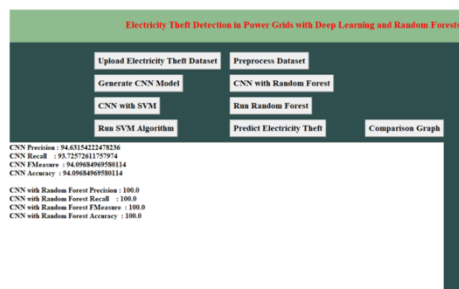 Electricity Theft Detection in Power Grids with Deep Learning and Random Forests
Upload Electricity Theft Dataset Preprocess Dataset
Generate CNN Model CNN with Random Forest
CNN with SVM Run Random Forest
Run SVM Algorithm Predict Electricity Theft Comparison Graph
CNN Precision : 94.63154222478236
CNN Recall : 93.72572611757974
CNN FMeasure : 94.09684969580114
CNN Accuracy : 94.09684969580114
CNN with Random Forest Precision : 100.0
CNN with Random Forest Recall : 100.0
CNN with Random Forest FMeasure : 100.0
CNN with Random Forest Accuracy : 100.0